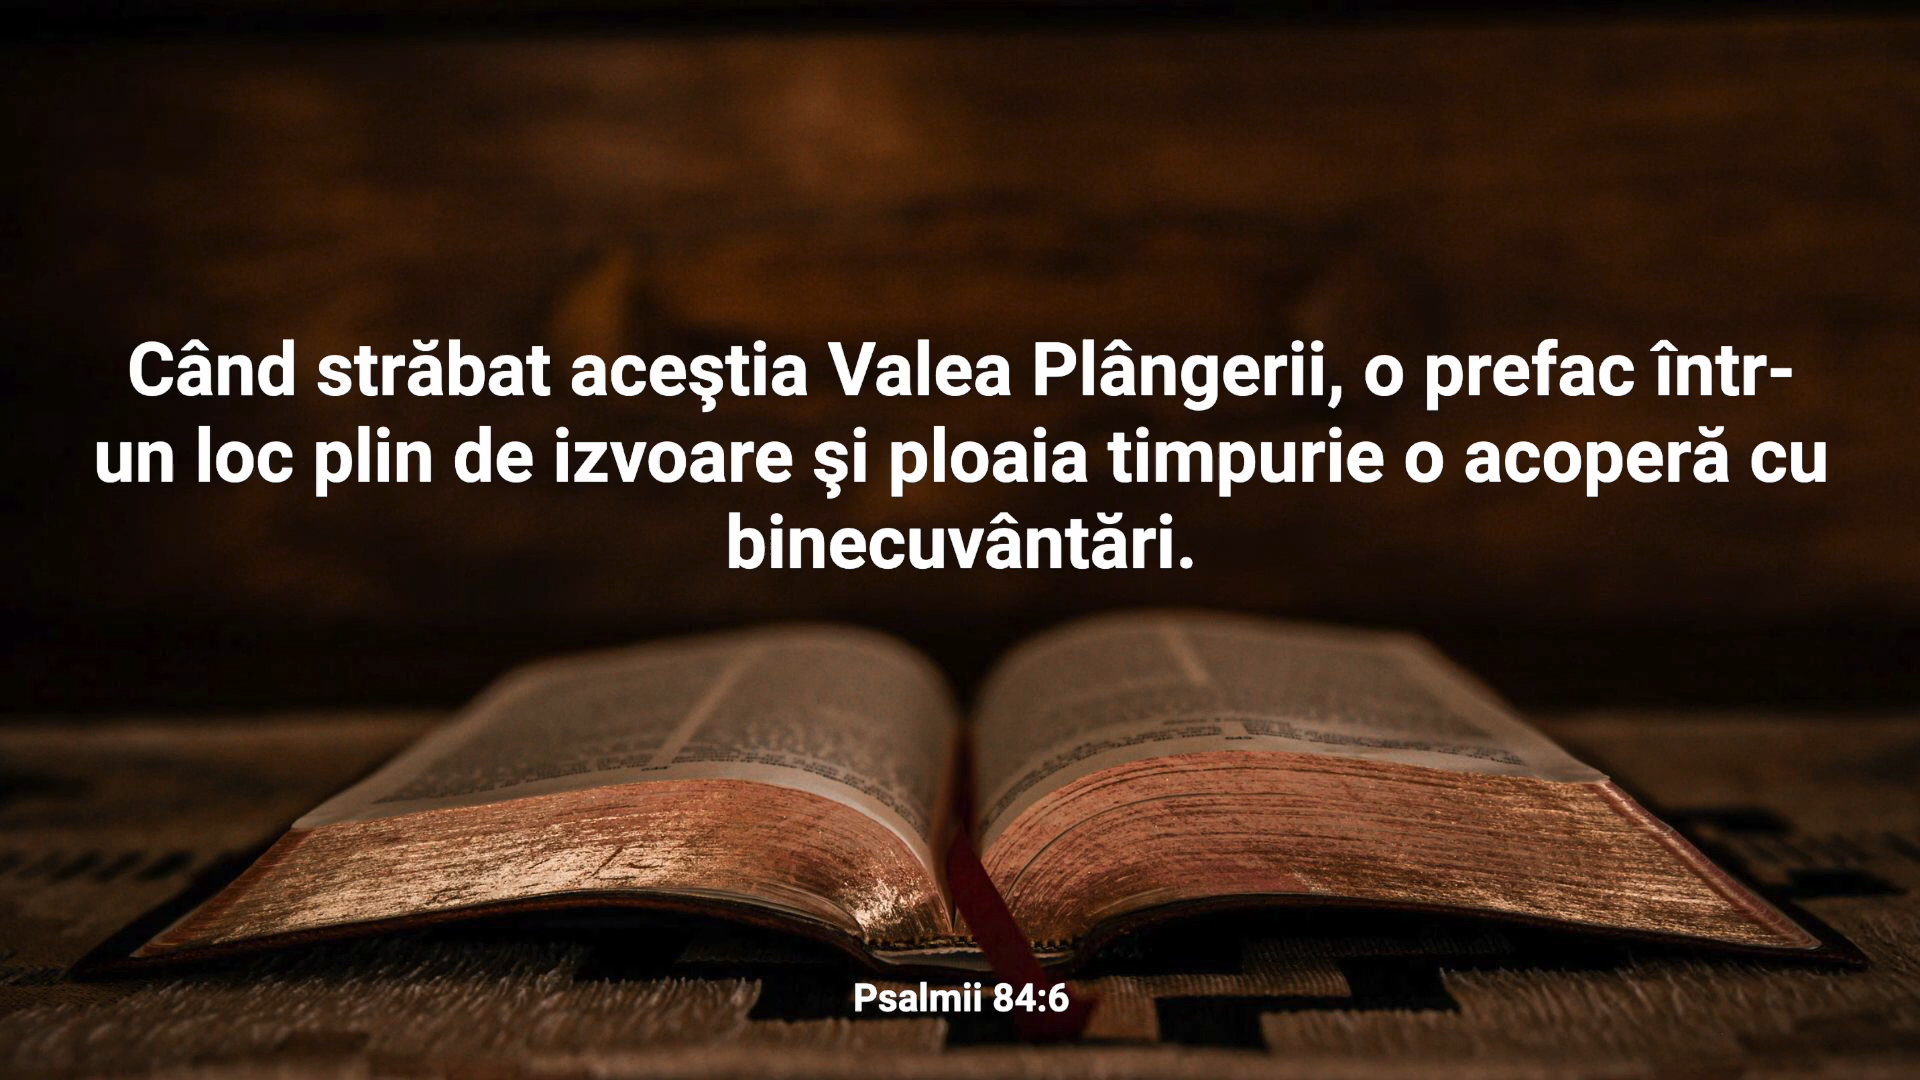 Când străbat aceştia Valea Plângerii, o prefac într-
un loc plin de izvoare şi ploaia timpurie o acoperă cu
binecuvântări.
Psalmii 84:6